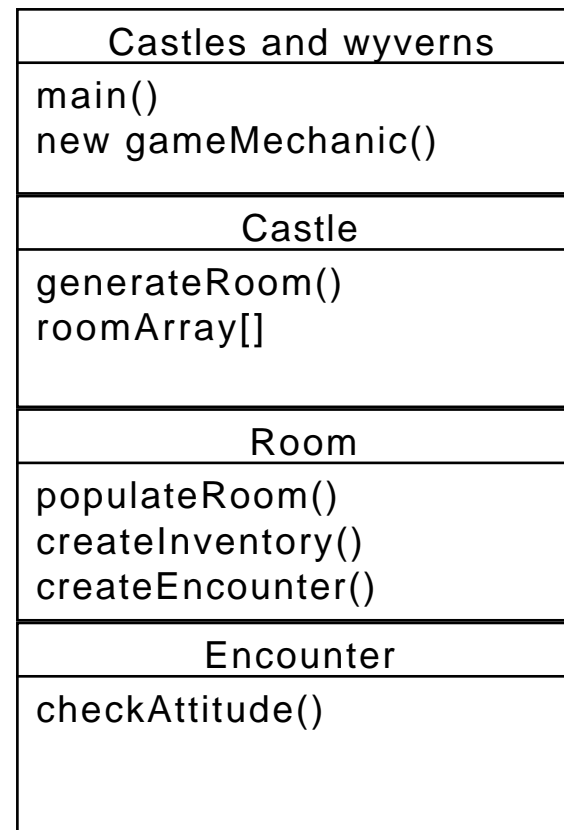 Castles and wyverns
main()
new gameMechanic()
Castle
generateRoom()
roomArray[]
Room
populateRoom()
createInventory()
createEncounter()
Encounter
checkAttitude()